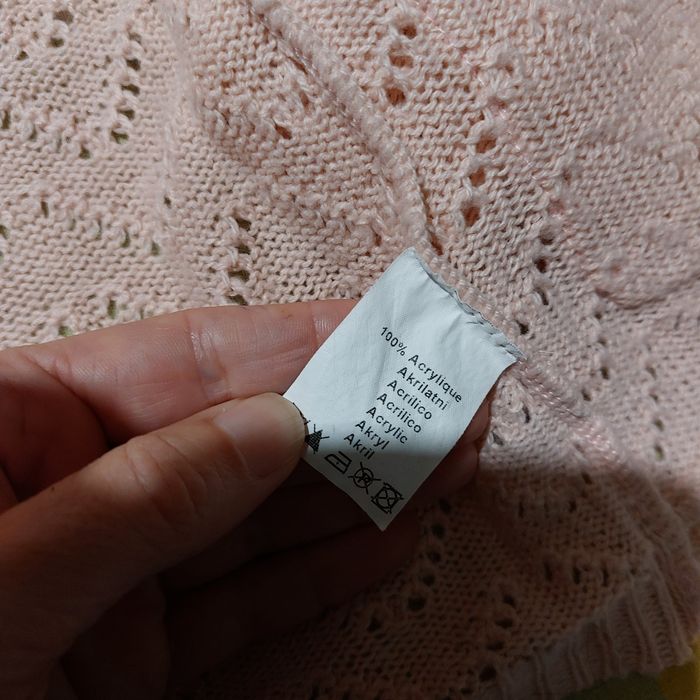 100% Acrylique
Akrilatni
Acrilico
Acrilico
Acrylic
Akryl
Akril